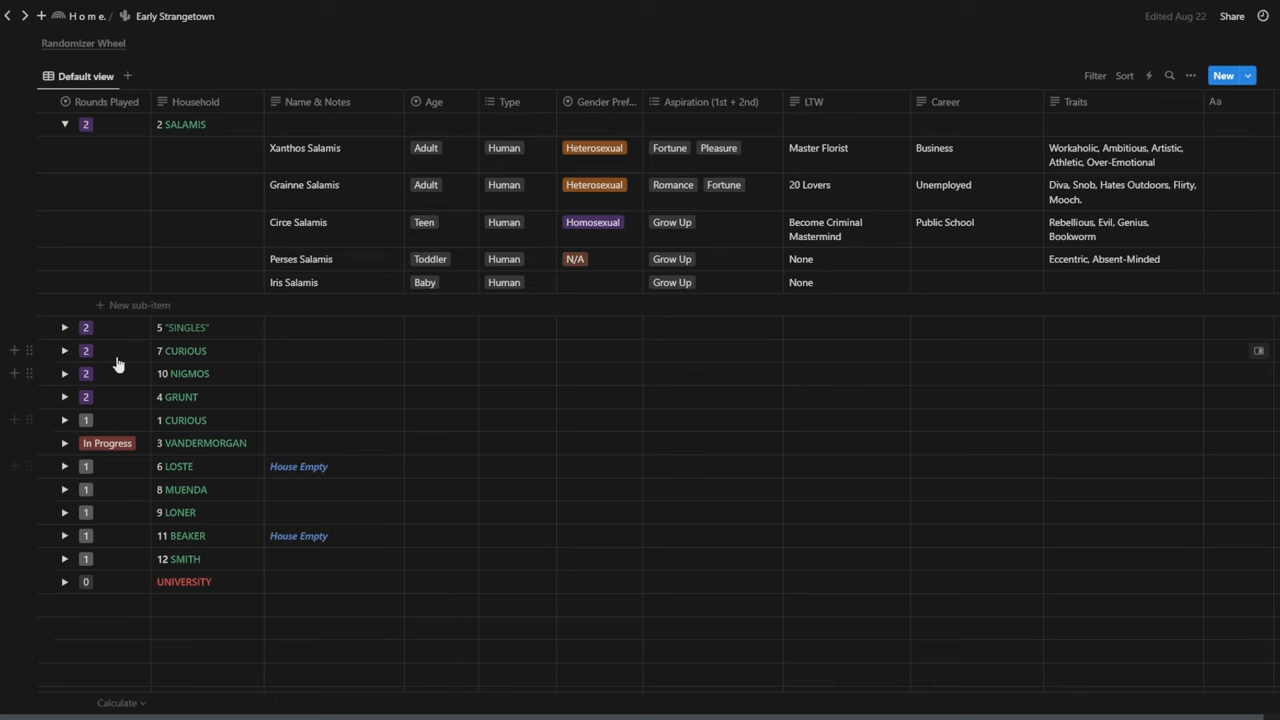 H o m e. / Early Strangetown Edited Aug 22 Share
Randomizer Wheel
Default view Filter Sort New
Rounds Played Household Name & Notes Age Type Gender Pref... Aspiration (1st + 2nd) LTW Career Traits Aa
2 2 SALAMIS
Xanthos Salamis Adult Human Heterosexual Fortune Pleasure Master Florist Business Workaholic, Ambitious, Artistic,
Athletic, Over-Emotional
Grainne Salamis Adult Human Heterosexual Romance Fortune 20 Lovers Unemployed Diva, Snob, Hates Outdoors, Flirty,
Mooch.
Circe Salamis Teen Human Homosexual Grow Up Become Criminal Public School Rebellious, Evil, Genius,
Mastermind Bookworm
Perses Salamis Toddler Human N/A Grow Up None Eccentric, Absent-Minded
Iris Salamis Baby Human Grow Up None
New sub-item
2 5 "SINGLES"
2 7 CURIOUS
2 10 NIGMOS
2 4 GRUNT
1 1 CURIOUS
In Progress 3 VANDERMORGAN
1 6 LOSTE House Empty
1 8 MUENDA
1 9 LONER
1 11 BEAKER House Empty
1 12 SMITH
0 UNIVERSITY
Calculate